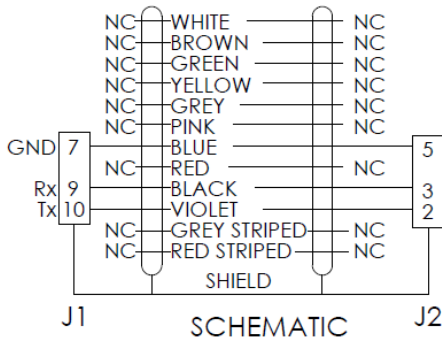 NC WHITE NC
NC BROWN NC
NC GREEN NC
NC YELLOW NC
NC GREY NC
NC PINK NC
GND 7 BLUE 5
NC RED NC
Rx 9 BLACK 3
Tx 10 VIOLET 2
NC GREY STRIPED NC
NC RED STRIPED NC
SHIELD
J1 SCHEMATIC J2